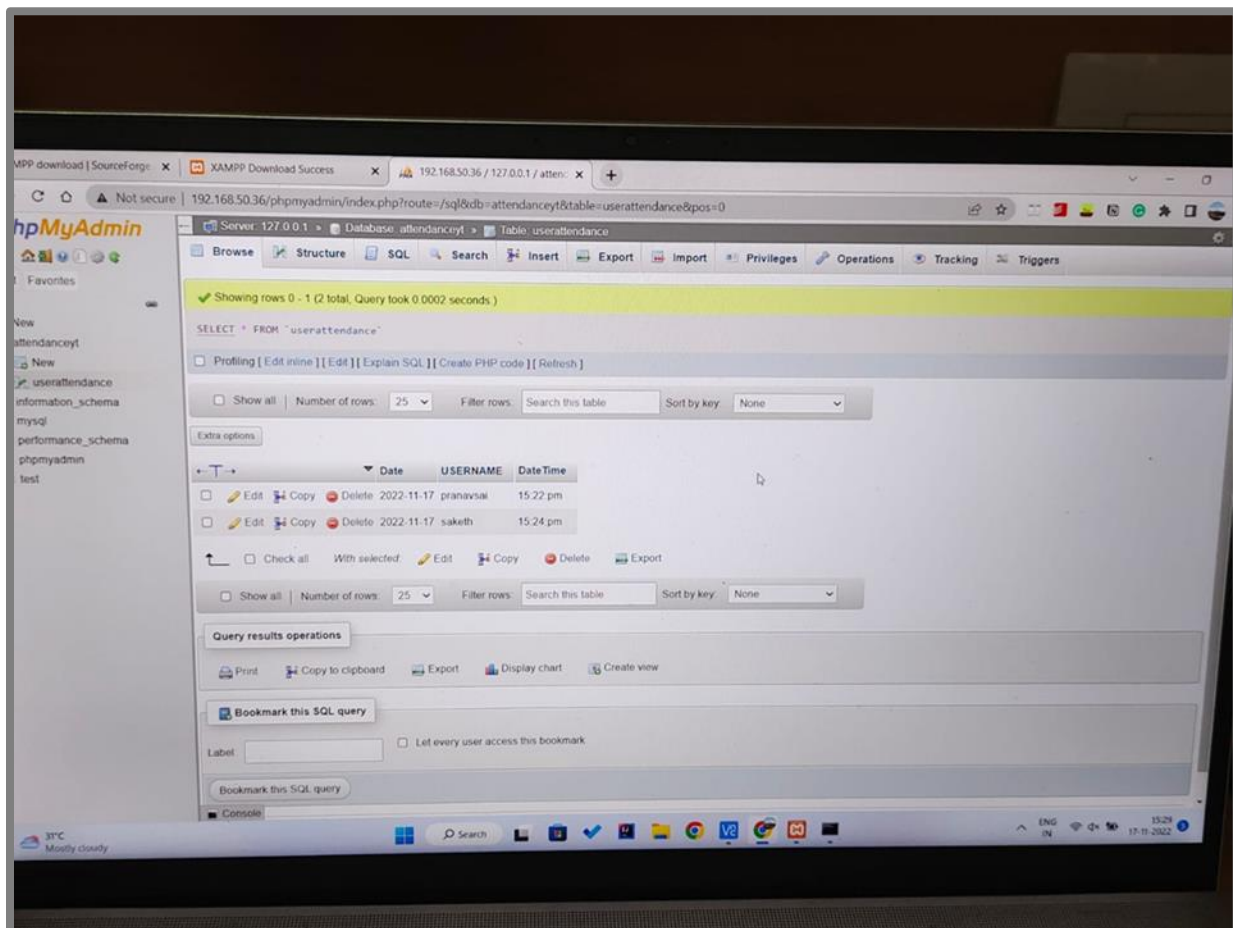 MPP download | SourceForge XAMPP Download Success 192.168.50.36 / 127.0.0.1 / atten
Not secure 192.168.50.36/phpmyadmin/index.php?route=/sql&db=attendanceyt&table=userattendance&pos=0
hpMyAdmin
Server: 127.0.0.1 » Database: attendanceyt » Table: userattendance
Browse Structure SQL Search Insert Export Import Privileges Operations Tracking Triggers
Favorites
New
attendanceyt
New
userattendance
information_schema
mysql
performance_schema
phpmyadmin
test
Showing rows 0 - 1 (2 total, Query took 0.0002 seconds.)
SELECT * FROM `userattendance`
Profiling [ Edit inline ] [ Edit ] [ Explain SQL ] [ Create PHP code ] [ Refresh ]
Show all | Number of rows: 25 Filter rows: Search this table Sort by key: None
Extra options
Date USERNAME DateTime
Edit Copy Delete 2022-11-17 pranavsai 15:22 pm
Edit Copy Delete 2022-11-17 saketh 15:24 pm
Check all With selected: Edit Copy Delete Export
Show all | Number of rows: 25 Filter rows: Search this table Sort by key: None
Query results operations
Print Copy to clipboard Export Display chart Create view
Bookmark this SQL query
Label: Let every user access this bookmark
Bookmark this SQL query
Console
31°C
Mostly cloudy
Search
ENG
IN
15:29
17-11-2022